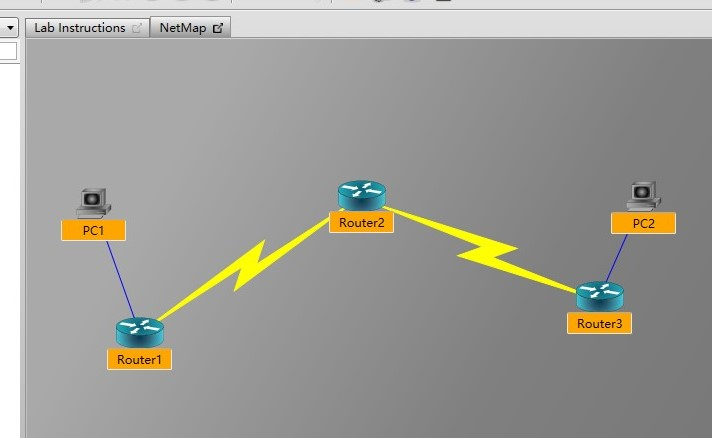 Lab Instructions
NetMap
PC1
Router2
PC2
Router3
Router1